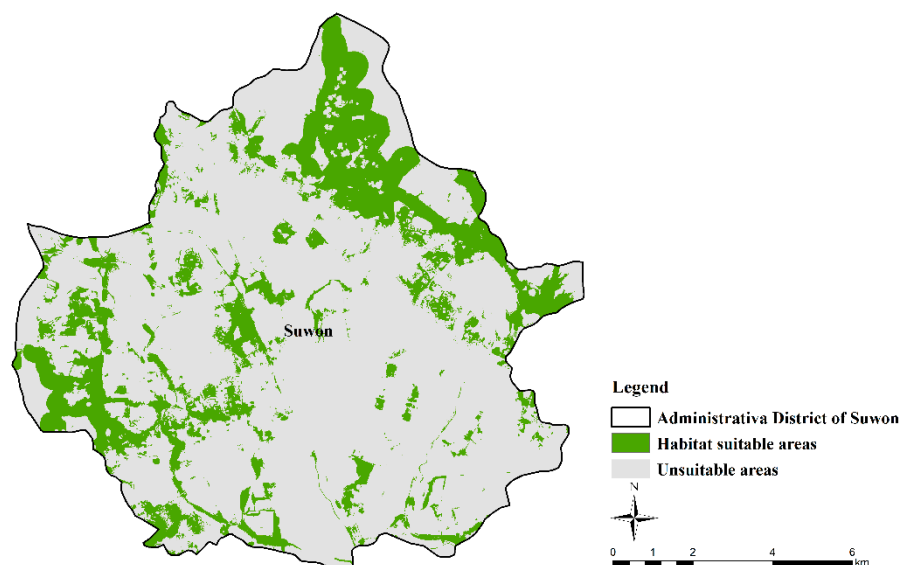 Suwon
Legend
Administrativa District of Suwon
Habitat suitable areas
Unsuitable areas
N
0 1 2 4 6
km